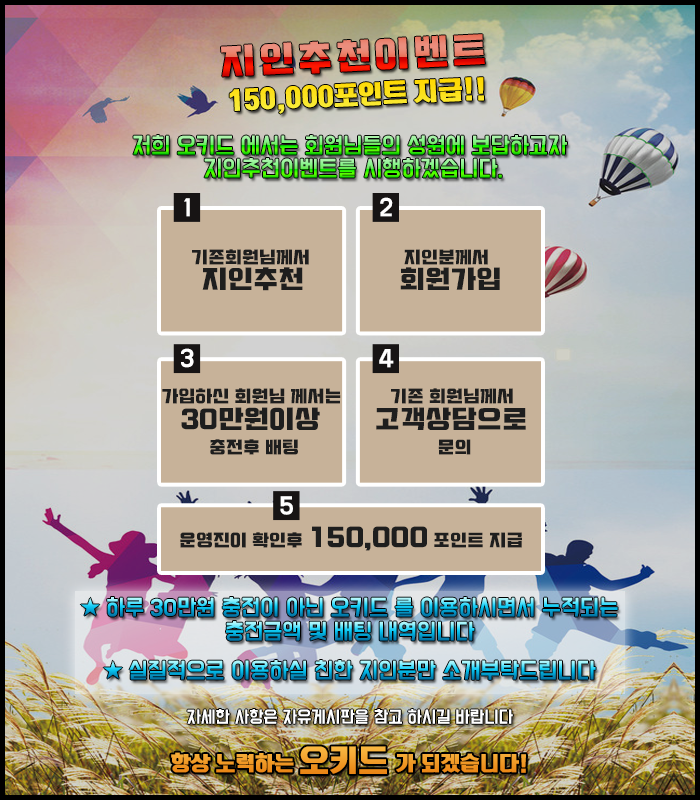 지인추천이벤트
150,000포인트 지급!!
저희 오키드 에서는 회원님들의 성원에 보답하고자
지인추천이벤트를 시행하겠습니다.
1
기존회원님께서
지인추천
2
지인분께서
회원가입
3
가입하신 회원님 께서는
30만원이상
충전후 배팅
4
기존 회원님께서
고객상담으로
문의
5
운영진이 확인후 150,000 포인트 지급
★ 하루 30만원 충전이 아닌 오키드 를 이용하시면서 누적되는
충전금액 및 배팅 내역입니다
★ 실질적으로 이용하실 친한 지인분만 소개부탁드립니다
자세한 사항은 자유게시판을 참고 하시길 바랍니다
항상 노력하는 오키드 가 되겠습니다!